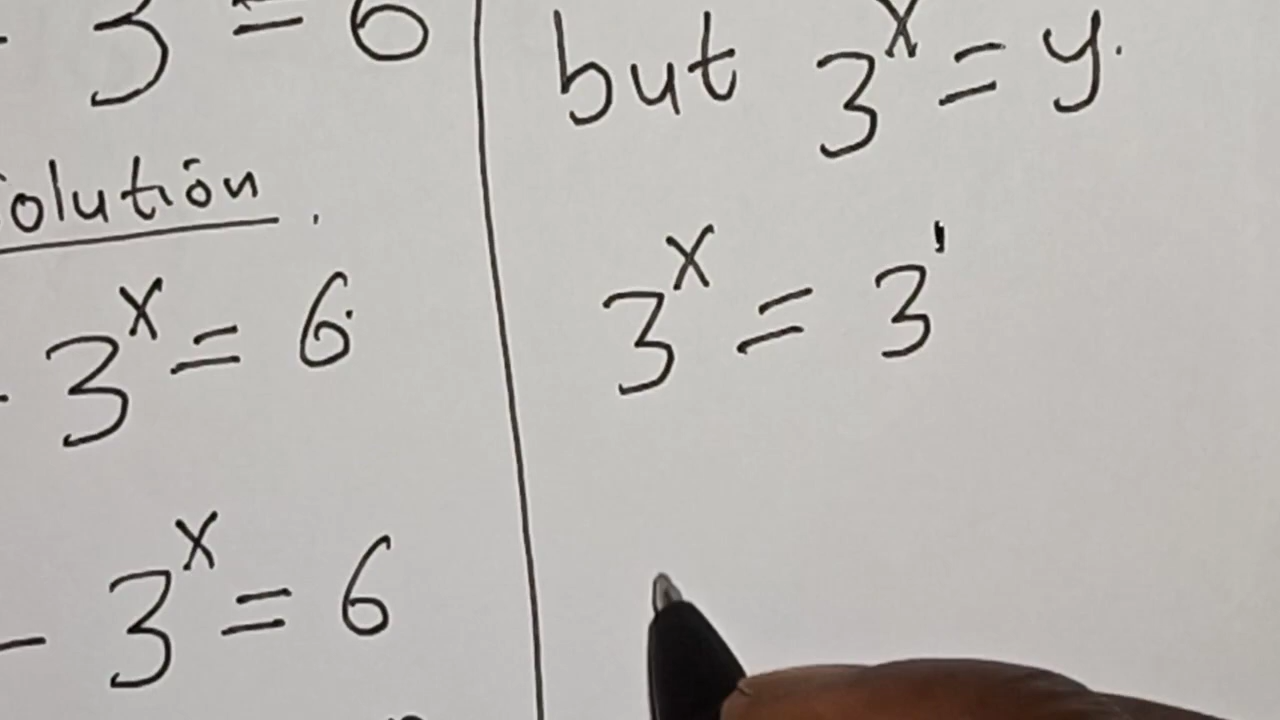 - 3 = 6
solution.
- 3^x = 6
- 3^x = 6
but 3^x = y.
3^x = 3^1